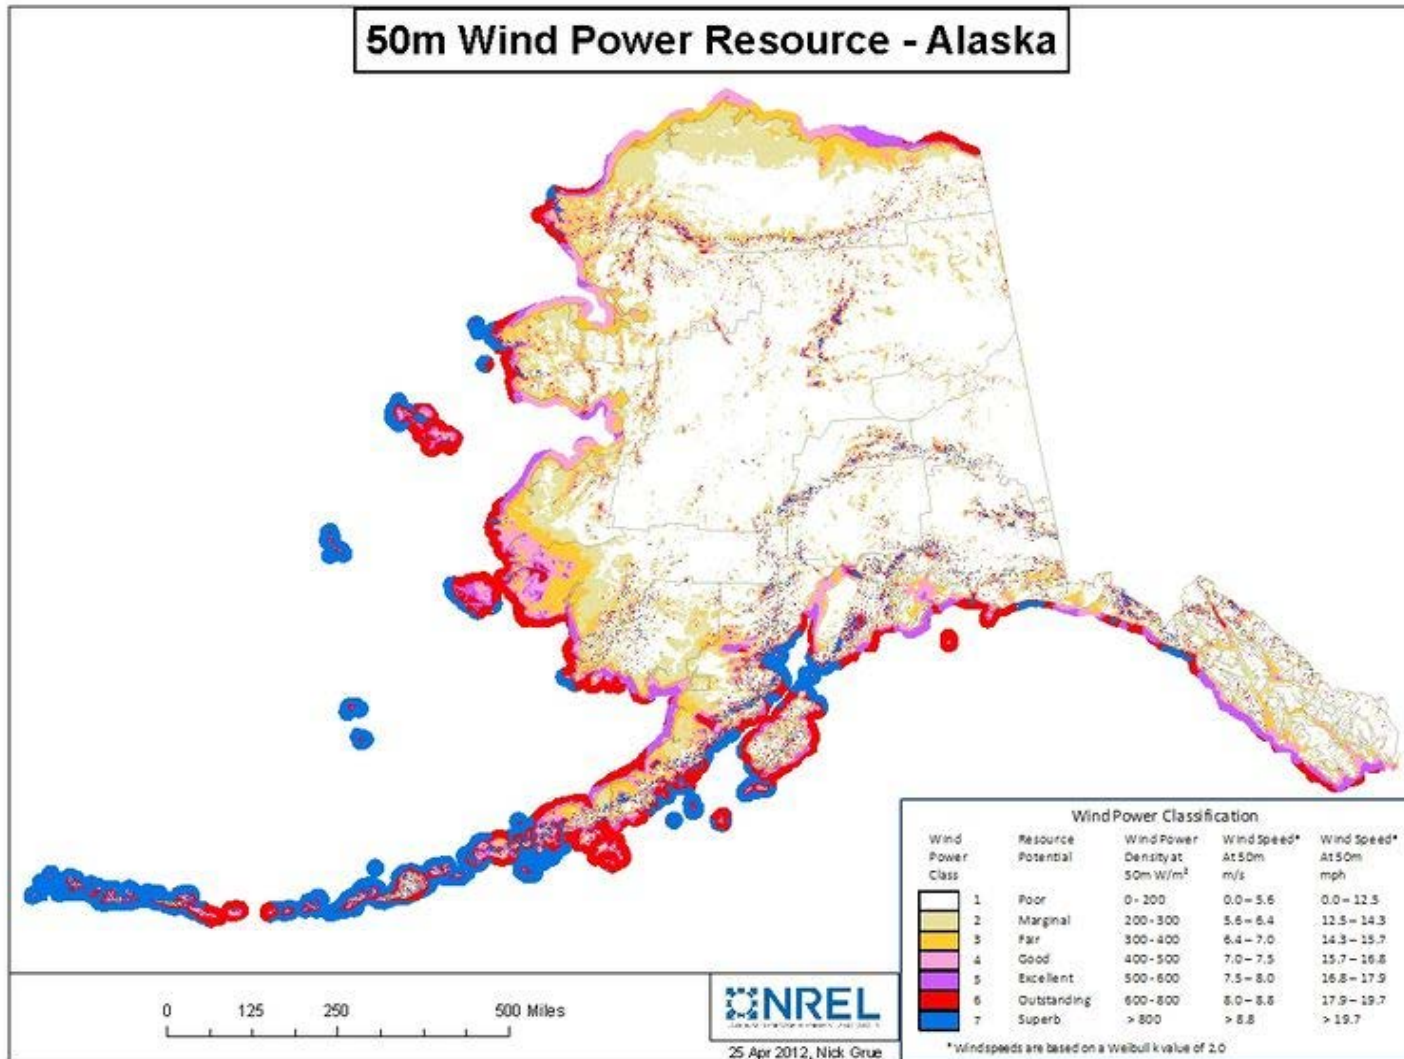 50m Wind Power Resource - Alaska
Wind Power Classification
Wind Power Class Resource Potential Wind Power Density at 50m W/m² Wind Speed* At 50m m/s Wind Speed* At 50m mph
1 Poor 0 - 200 0.0 – 5.6 0.0 – 12.5
2 Marginal 200 - 300 5.6 – 6.4 12.5 – 14.3
3 Fair 300 - 400 6.4 – 7.0 14.3 – 15.7
4 Good 400 - 500 7.0 – 7.5 15.7 – 16.8
5 Excellent 500 - 600 7.5 – 8.0 16.8 – 17.9
6 Outstanding 600 - 800 8.0 – 8.8 17.9 – 19.7
7 Superb > 800 > 8.8 > 19.7
* Windspeeds are based on a Weibull k value of 2.0
0 125 250 500 Miles
NREL
25 Apr 2012, Nick Grue